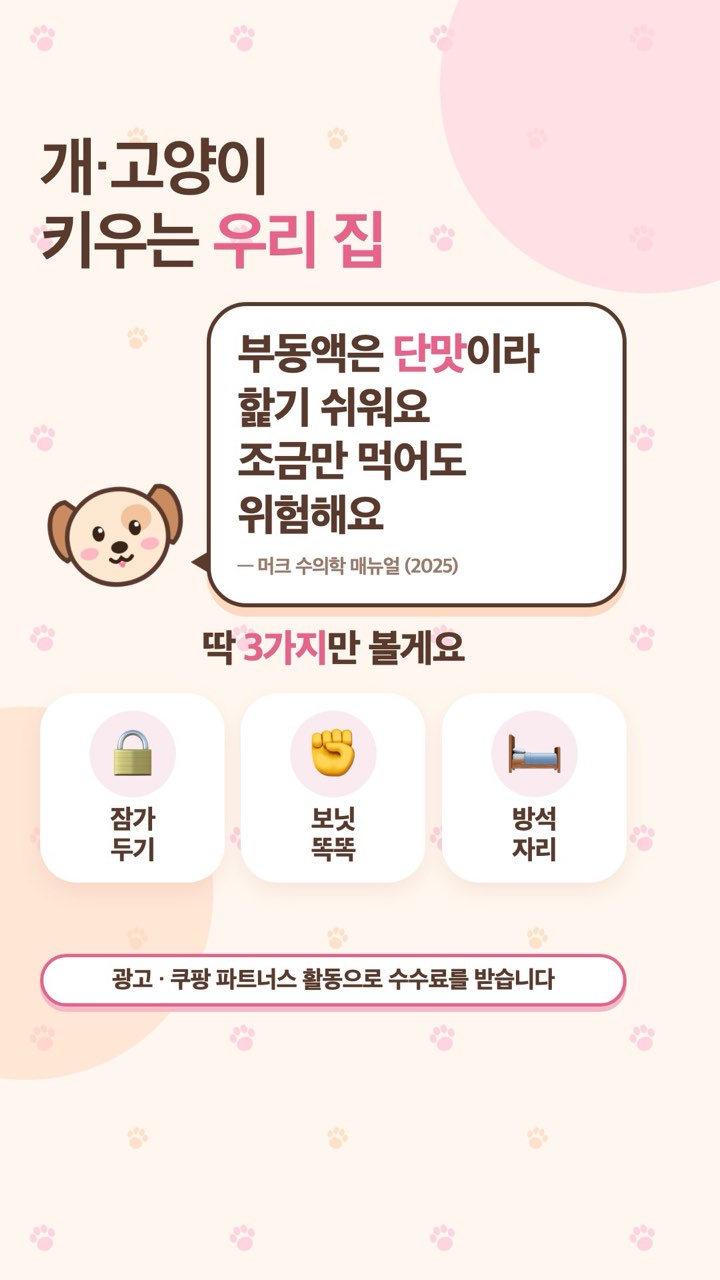 개·고양이
키우는 우리 집
부동액은 단맛이라
핥기 쉬워요
조금만 먹어도
위험해요
— 머크 수의학 매뉴얼 (2025)
딱 3가지만 볼게요
잠가
두기
보닛
똑똑
방석
자리
광고 · 쿠팡 파트너스 활동으로 수수료를 받습니다